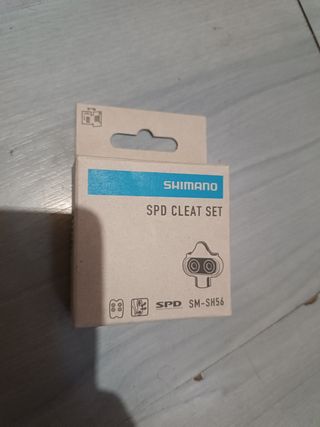 SHIMANO
SPD CLEAT SET
SPD SM-SH56